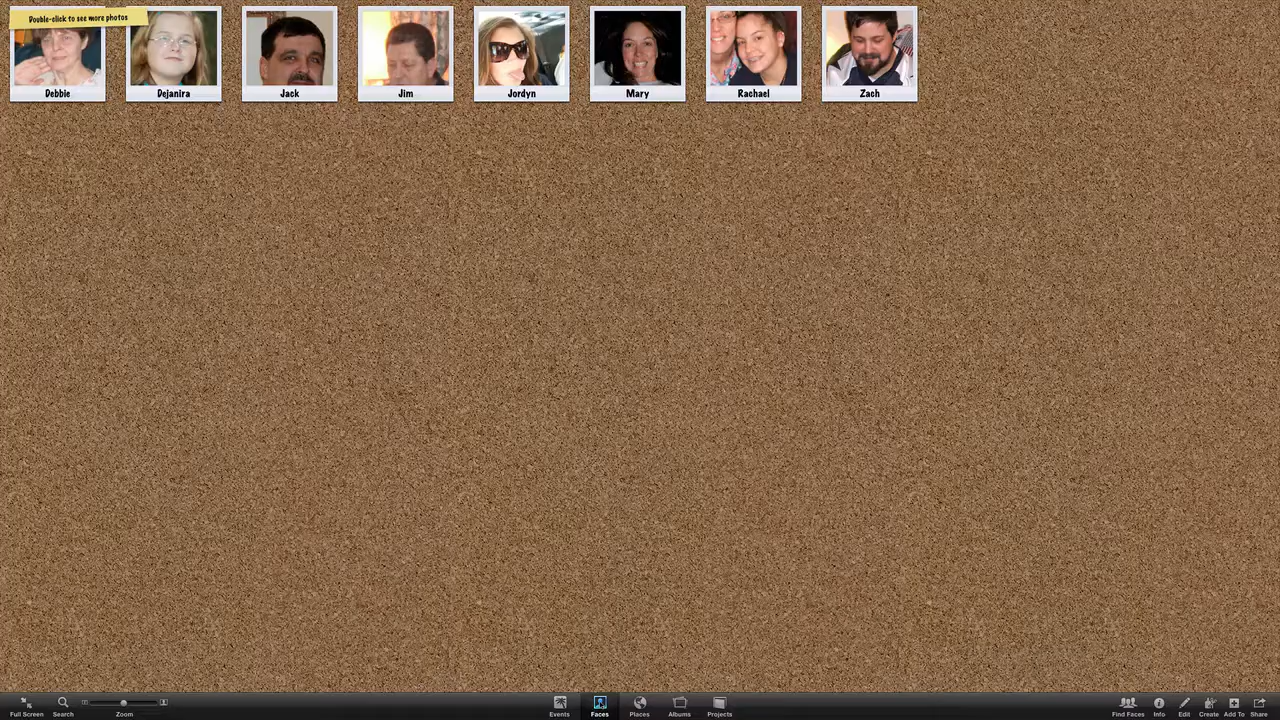 Double-click to see more photos
Debbie
Dejanira
Jack
Jim
Jordyn
Mary
Rachael
Zach
Full Screen
Search
Zoom
Events
Faces
Places
Albums
Projects
Find Faces
Info
Edit
Create
Add To
Share